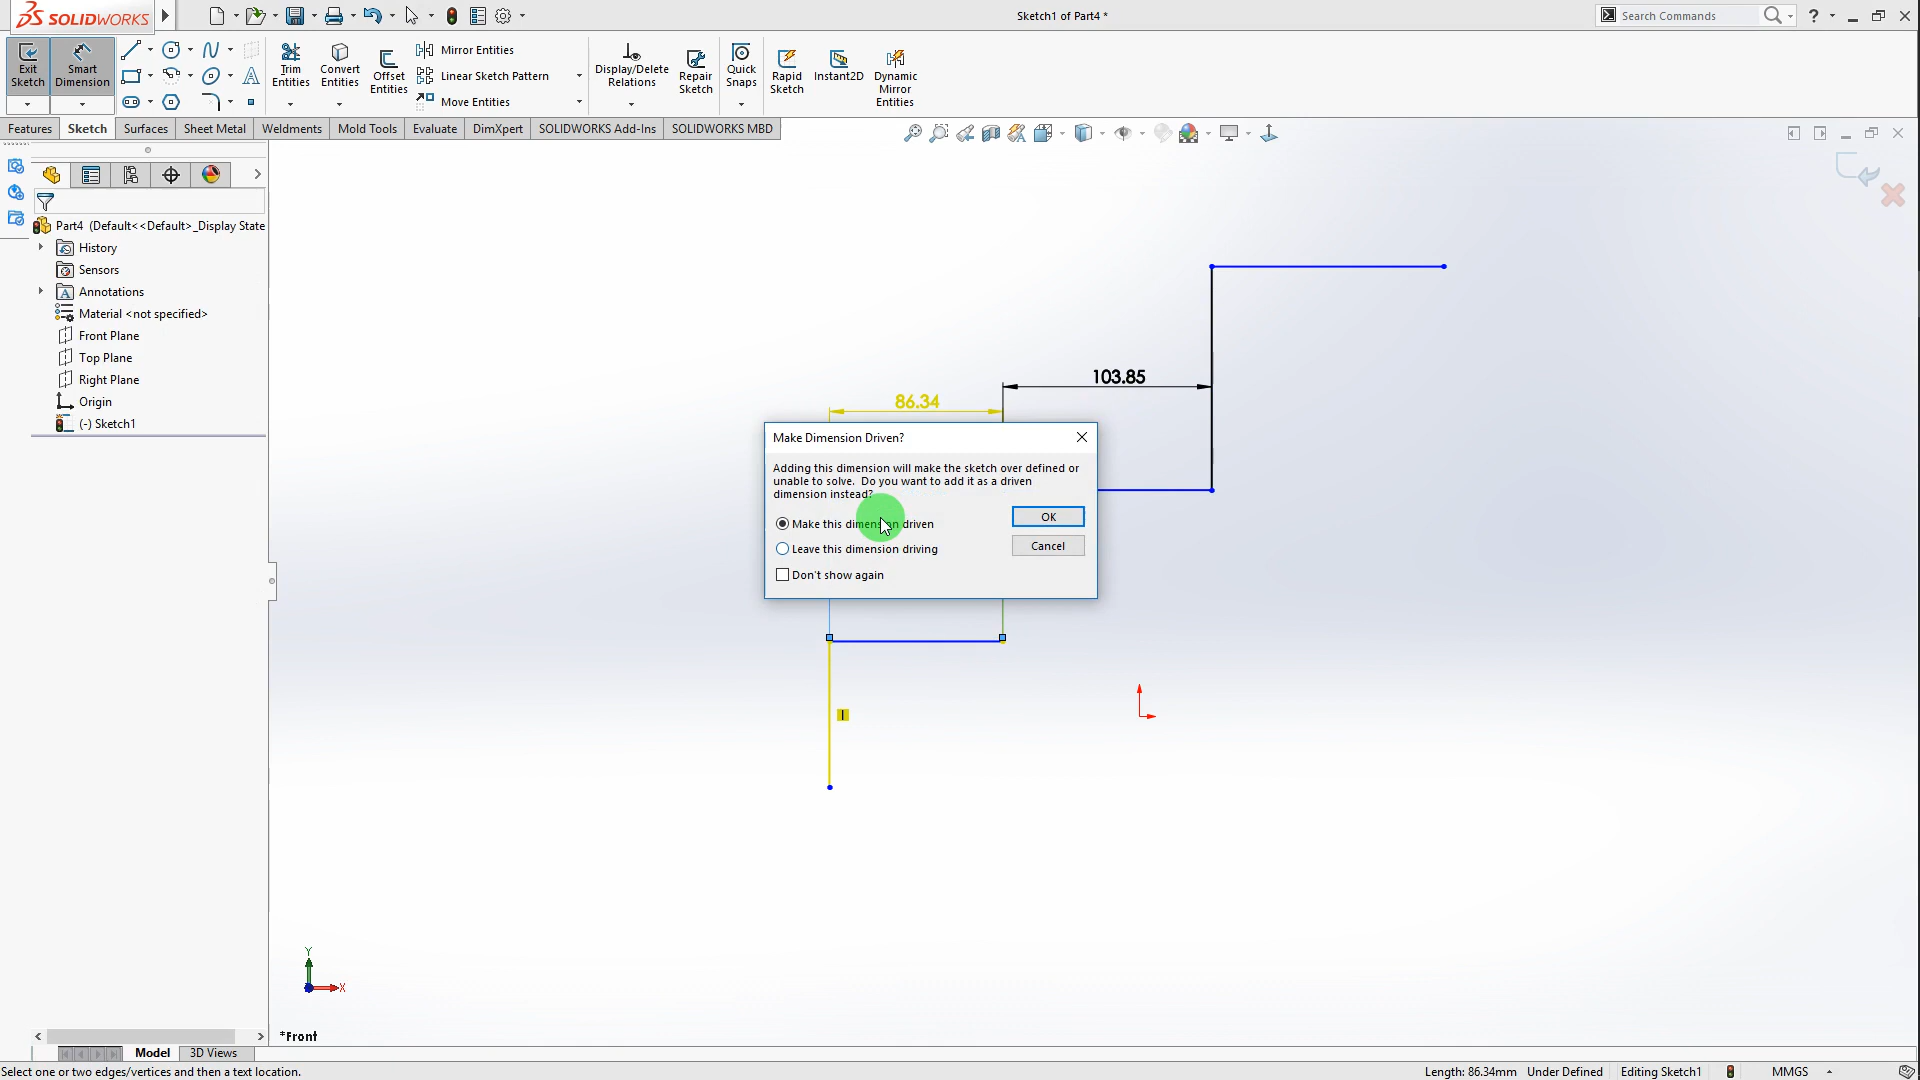 SOLIDWORKS
Sketch1 of Part4 *
Search Commands
?
Exit
Sketch
Smart
Dimension
Trim
Entities
Convert
Entities
Offset
Entities
Mirror Entities
Linear Sketch Pattern
Move Entities
Display/Delete
Relations
Repair
Sketch
Quick
Snaps
Rapid
Sketch
Instant2D
Dynamic
Mirror
Entities
Features
Sketch
Surfaces
Sheet Metal
Weldments
Mold Tools
Evaluate
DimXpert
SOLIDWORKS Add-Ins
SOLIDWORKS MBD
Part4 (Default<<Default>_Display State
History
Sensors
Annotations
Material <not specified>
Front Plane
Top Plane
Right Plane
Origin
(-) Sketch1
103.85
86.34
Make Dimension Driven?
Adding this dimension will make the sketch over defined or
unable to solve. Do you want to add it as a driven
dimension instead?
Make this dimension driven
OK
Leave this dimension driving
Cancel
Don't show again
Y
X
*Front
Model
3D Views
Select one or two edges/vertices and then a text location.
Length: 86.34mm
Under Defined
Editing Sketch1
MMGS